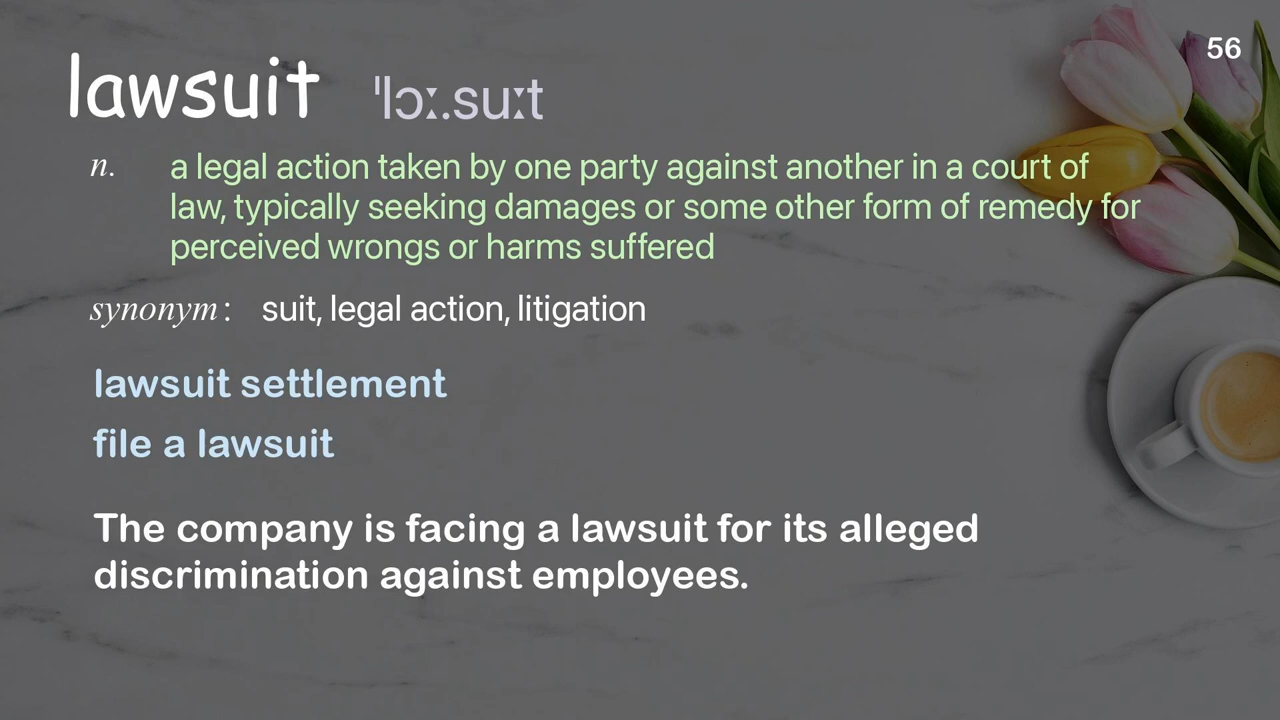 56
lawsuit ˈlɔː.suːt
n. a legal action taken by one party against another in a court of
law, typically seeking damages or some other form of remedy for
perceived wrongs or harms suffered
synonym: suit, legal action, litigation
lawsuit settlement
file a lawsuit
The company is facing a lawsuit for its alleged
discrimination against employees.